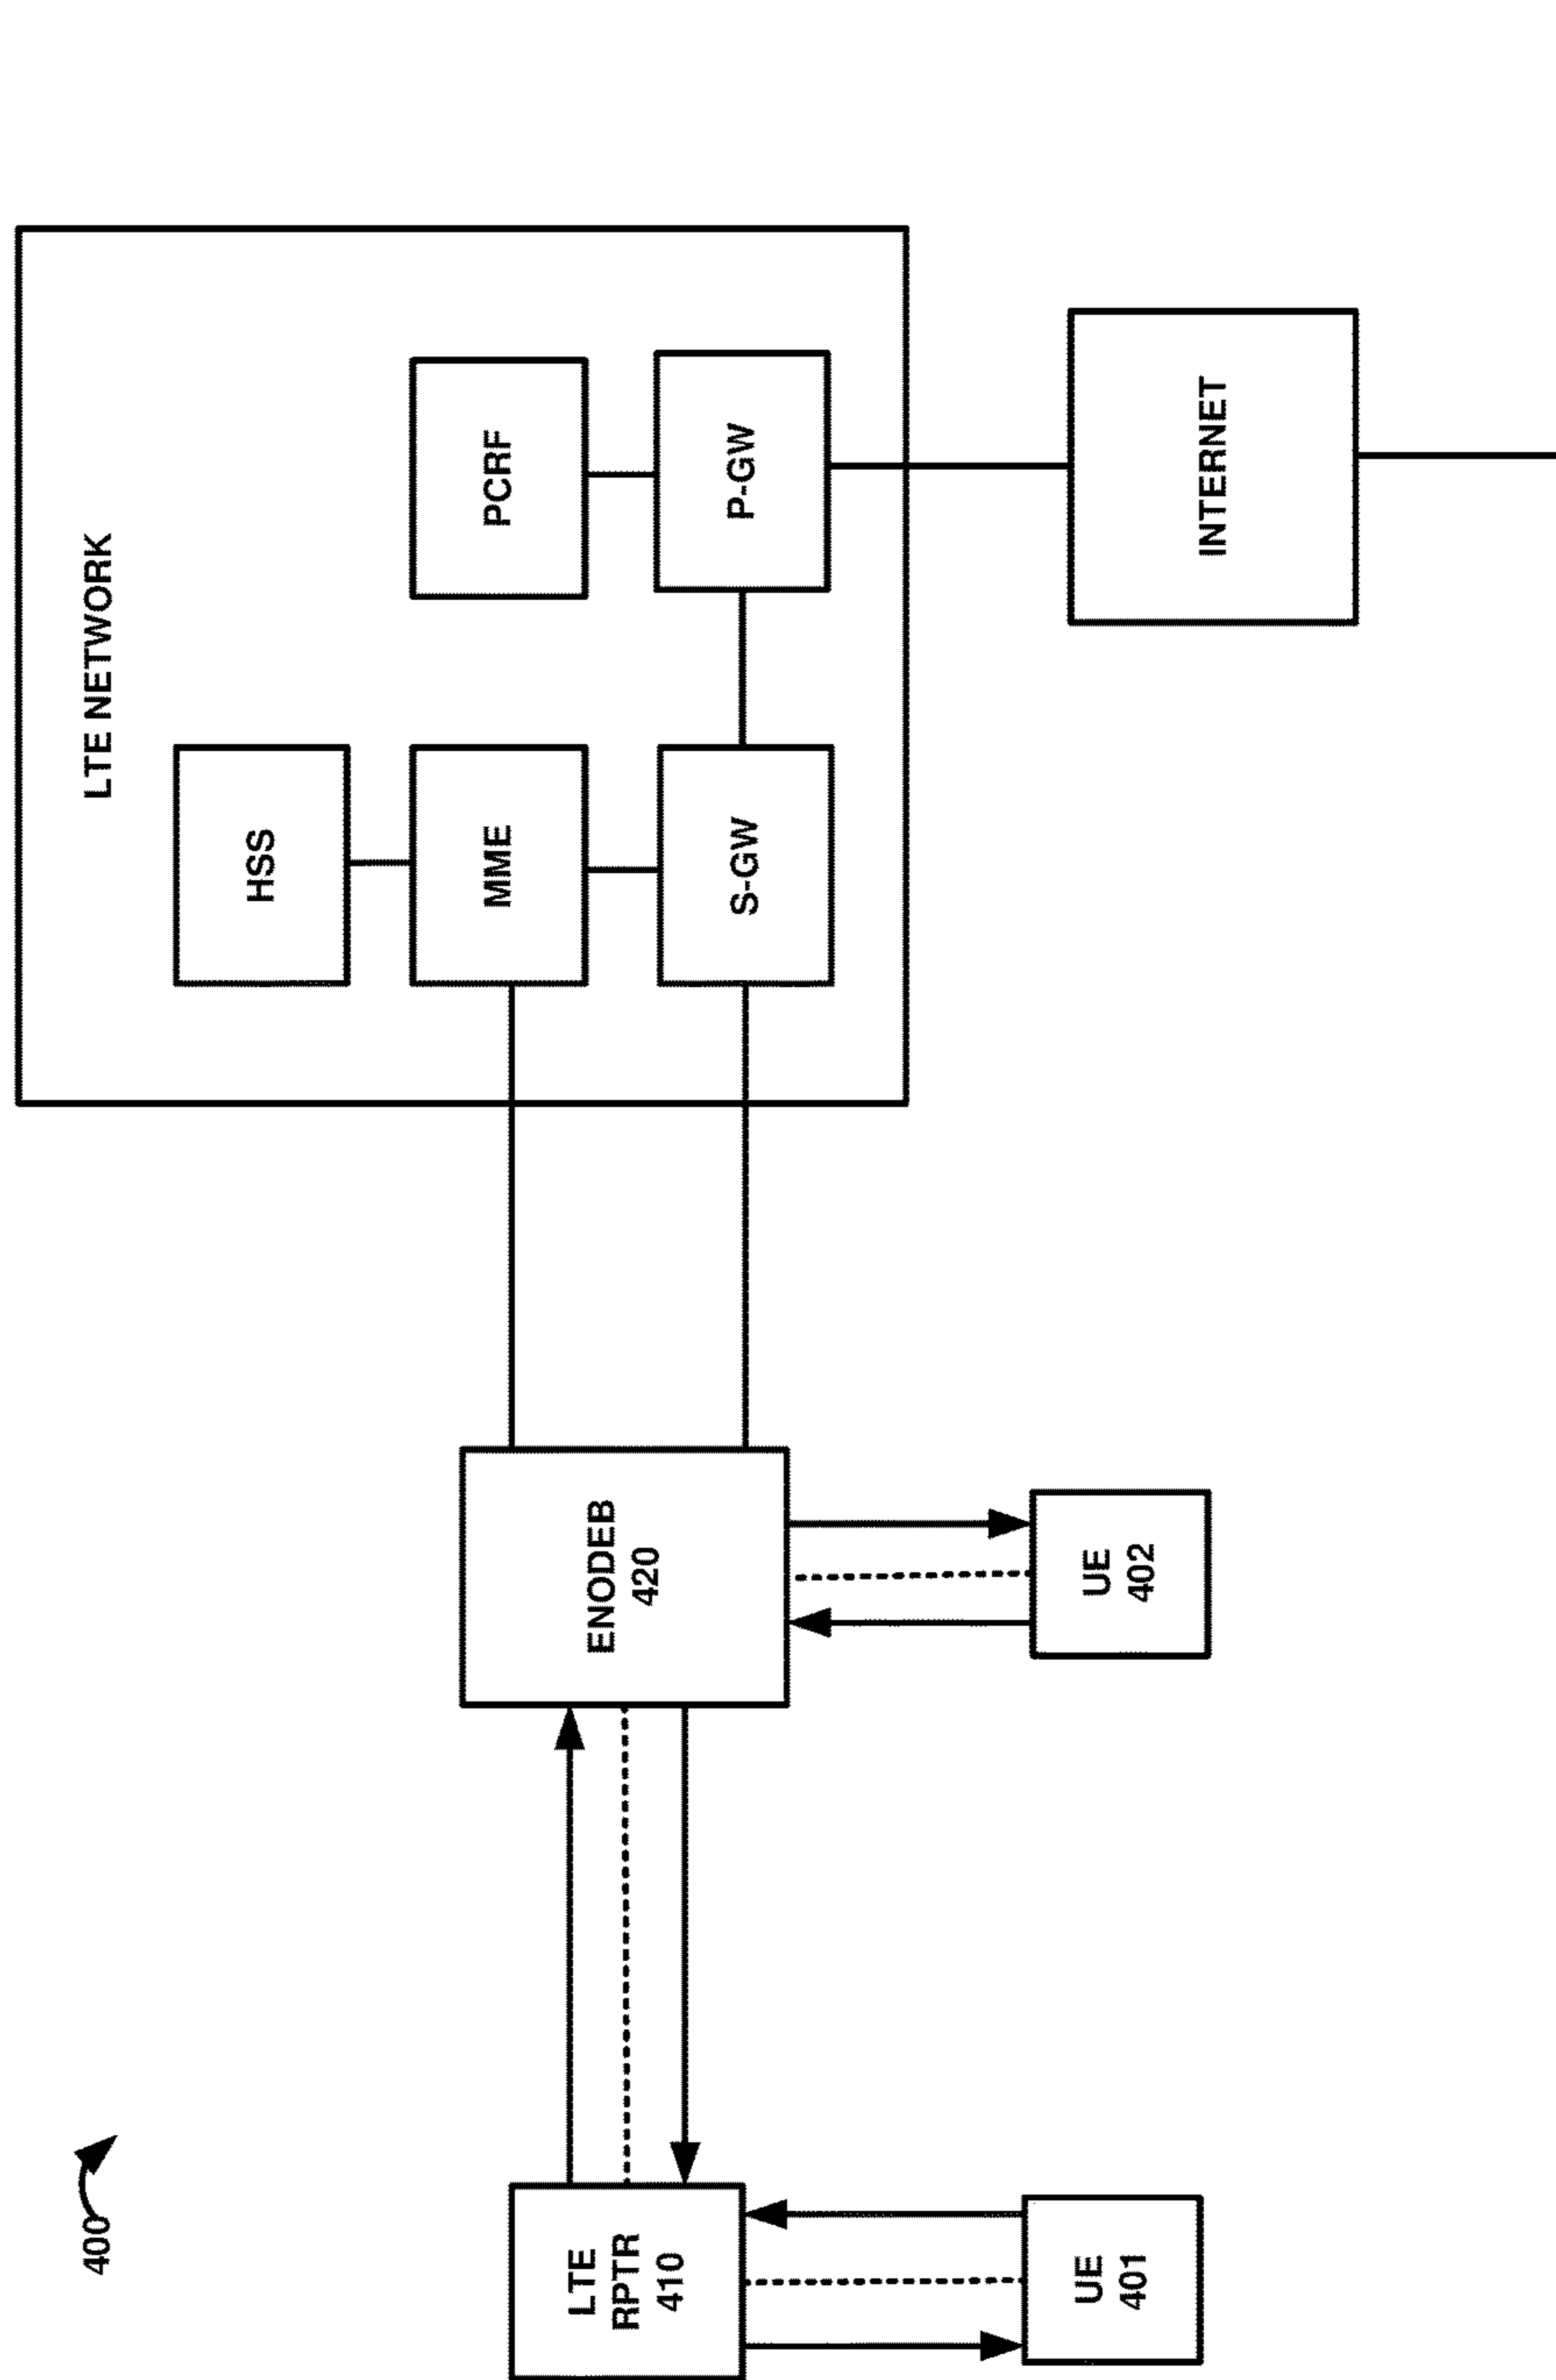 400
LTE NETWORK
HSS
MME
PCRF
S-GW
P-GW
LTE
RPTR
410
ENODEB
420
UE
401
UE
402
INTERNET